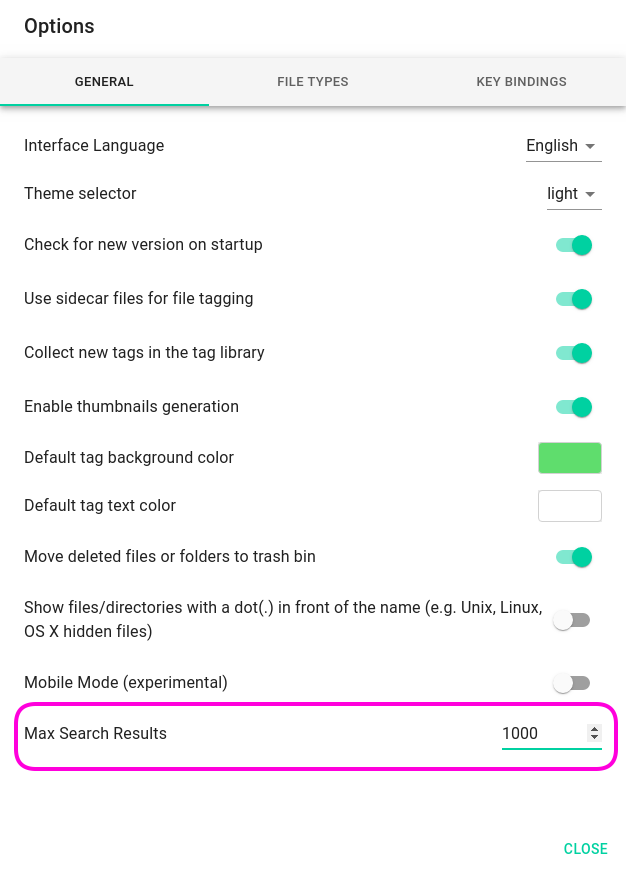 Options
GENERAL
FILE TYPES
KEY BINDINGS
Interface Language
English
Theme selector
light
Check for new version on startup
Use sidecar files for file tagging
Collect new tags in the tag library
Enable thumbnails generation
Default tag background color
Default tag text color
Move deleted files or folders to trash bin
Show files/directories with a dot(.) in front of the name (e.g. Unix, Linux,
OS X hidden files)
Mobile Mode (experimental)
Max Search Results
1000
CLOSE